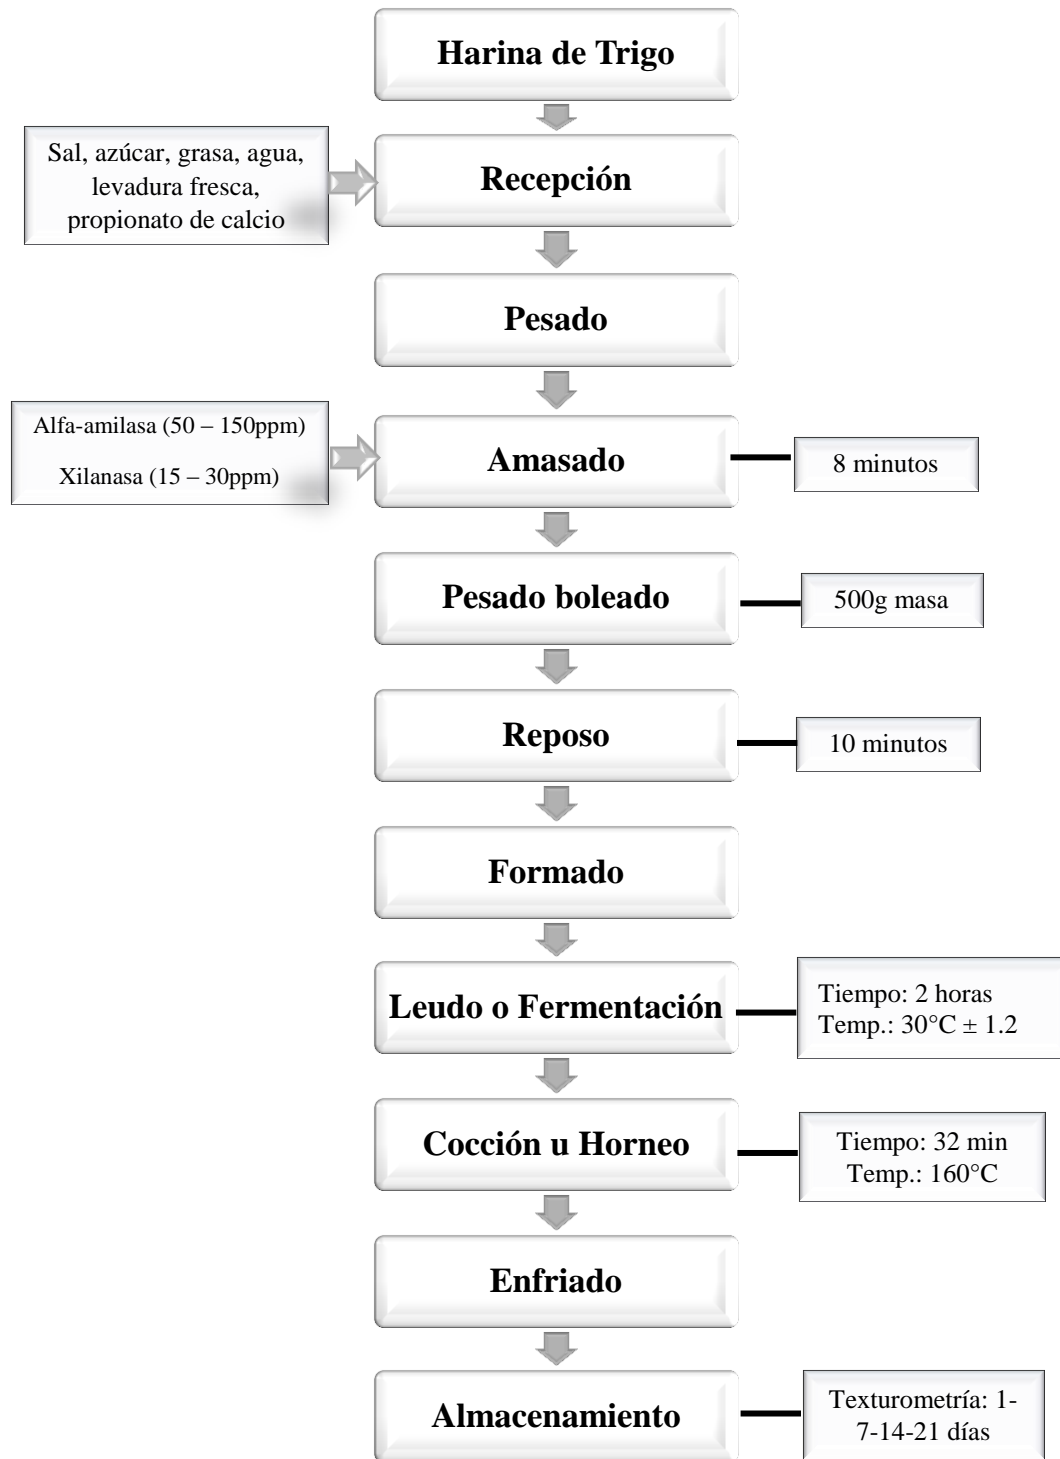 Harina de Trigo
Sal, azúcar, grasa, agua,
levadura fresca,
propionato de calcio
Recepción
Pesado
Alfa-amilasa (50 – 150ppm)
Xilanasa (15 – 30ppm)
Amasado
8 minutos
Pesado boleado
500g masa
Reposo
10 minutos
Formado
Leudo o Fermentación
Tiempo: 2 horas
Temp.: 30°C ± 1.2
Cocción u Horneo
Tiempo: 32 min
Temp.: 160°C
Enfriado
Almacenamiento
Texturometría: 1-
7-14-21 días